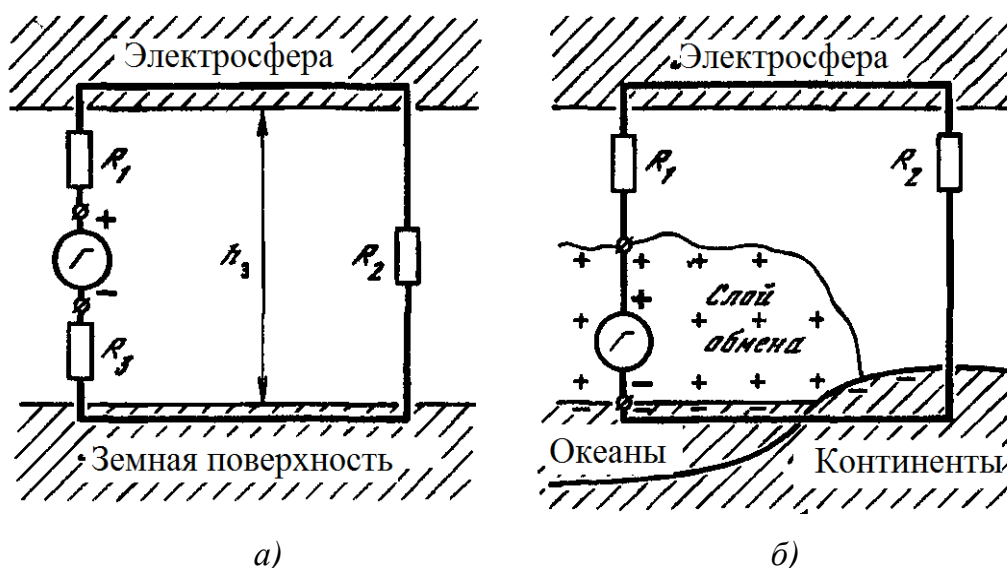 Электросфера
R1
+
h3
R2
−
R3
Земная поверхность
а)
Электросфера
R1
R2
+ + + +
+
Слой
+ + +
обмена
− + + +
− − − − −
−
Океаны
Континенты
б)